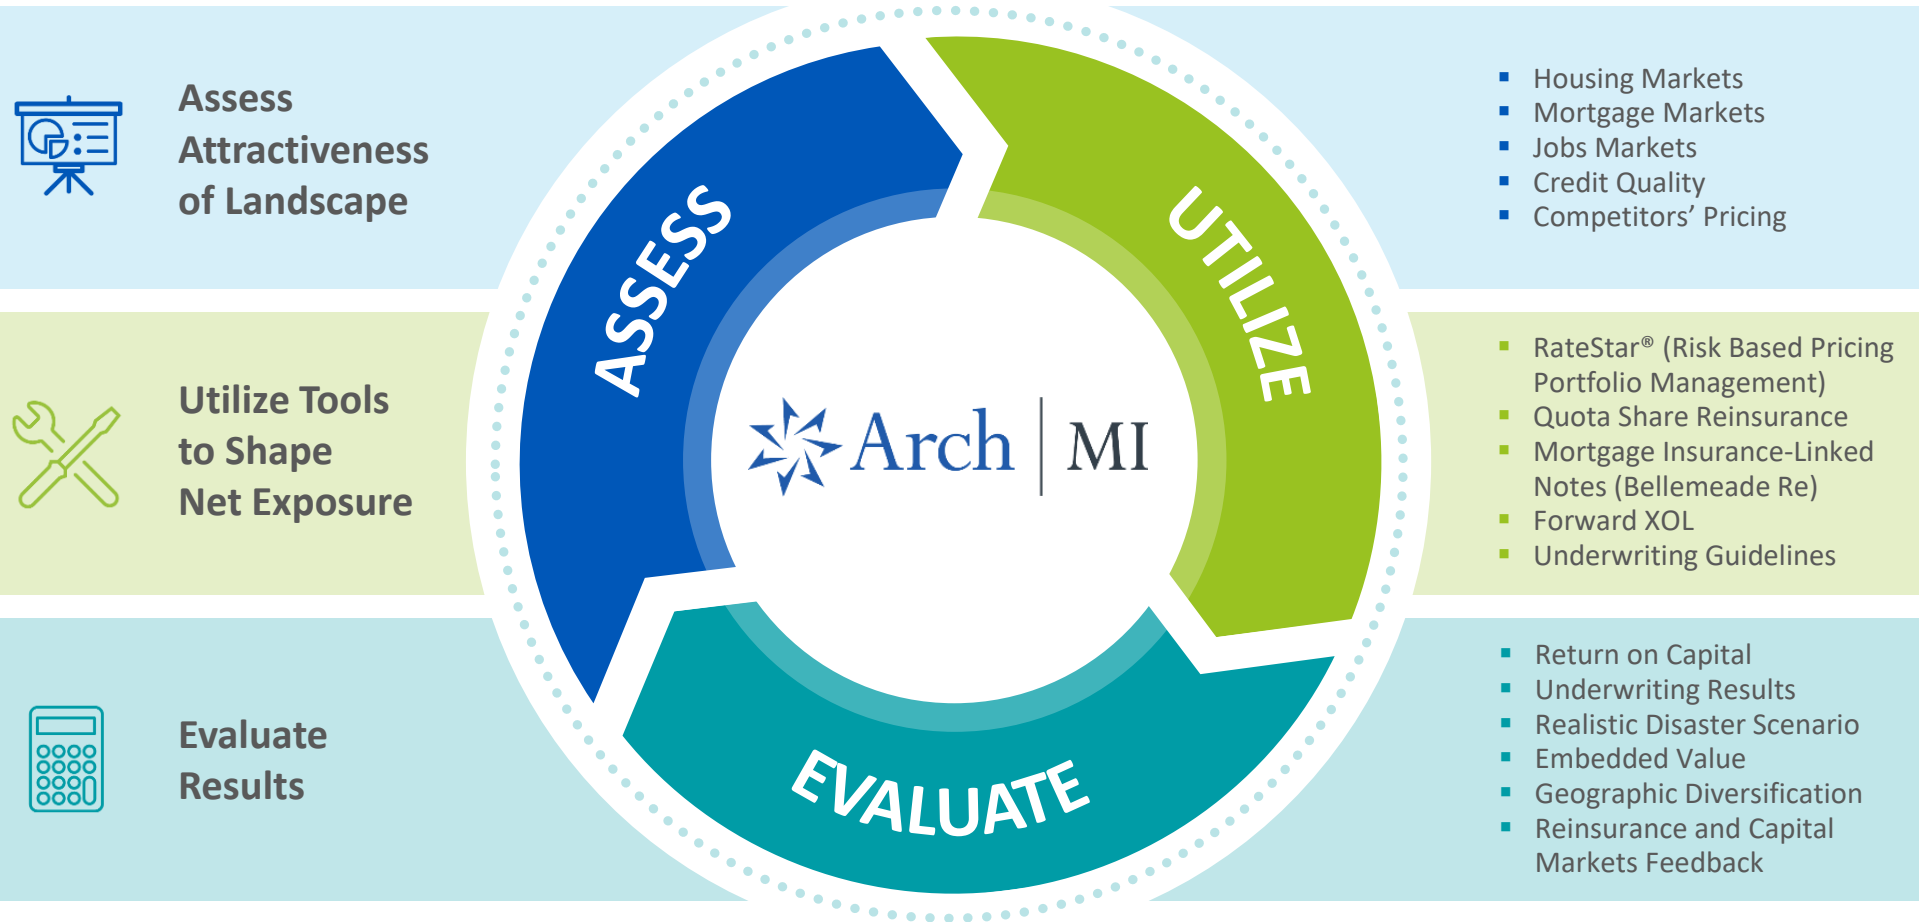 Assess
Attractiveness
of Landscape
ASSESS
UTILIZE
▪ Housing Markets
▪ Mortgage Markets
▪ Jobs Markets
▪ Credit Quality
▪ Competitors’ Pricing
Utilize Tools
to Shape
Net Exposure
Arch | MI
▪ RateStar® (Risk Based Pricing
Portfolio Management)
▪ Quota Share Reinsurance
▪ Mortgage Insurance-Linked
Notes (Bellemeade Re)
▪ Forward XOL
▪ Underwriting Guidelines
Evaluate
Results
EVALUATE
▪ Return on Capital
▪ Underwriting Results
▪ Realistic Disaster Scenario
▪ Embedded Value
▪ Geographic Diversification
▪ Reinsurance and Capital
Markets Feedback